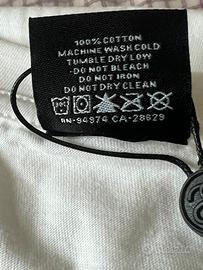 100% COTTON
MACHINE WASH COLD
TUMBLE DRY LOW
-DO NOT BLEACH
-DO NOT IRON
DO NOT DRY CLEAN
RN-94974 CA-28629